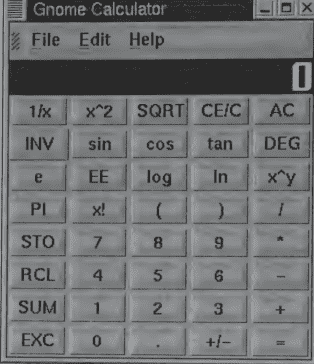 Gnome Calculator
File Edit Help
0
1/x x^2 SQRT CE/C AC
INV sin cos tan DEG
e EE log ln x^y
PI x! ( ) /
STO 7 8 9 *
RCL 4 5 6 -
SUM 1 2 3 +
EXC 0 . +/- =